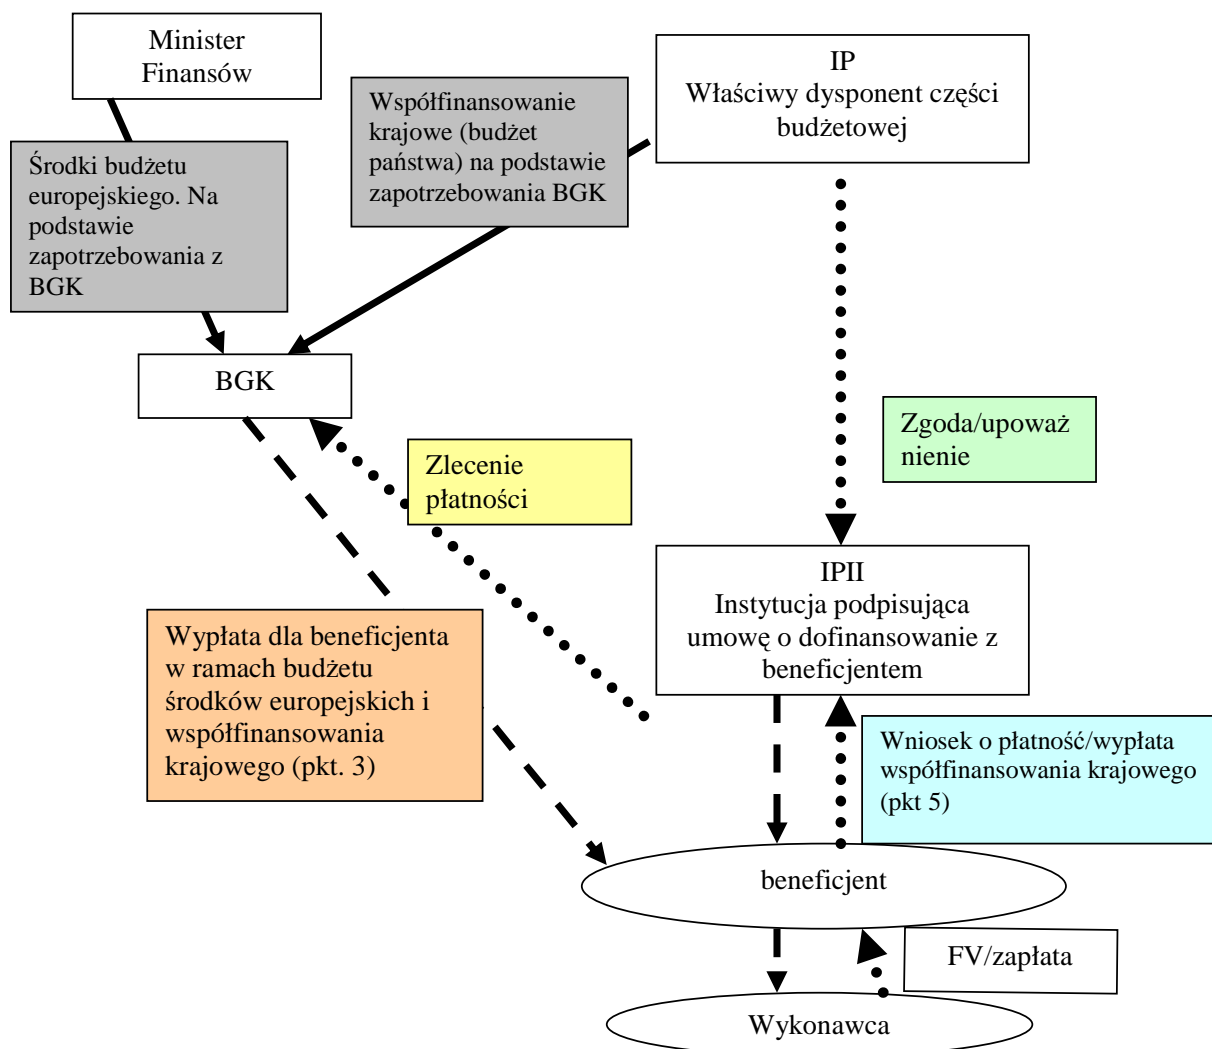 Minister
Finansów
IP
Właściwy dysponent części
budżetowej
Współfinansowanie
krajowe (budżet
państwa) na podstawie
zapotrzebowania BGK
Środki budżetu
europejskiego. Na
podstawie
zapotrzebowania z
BGK
BGK
Zgoda/upoważ
nienie
Zlecenie
płatności
IPII
Instytucja podpisująca
umowę o dofinansowanie z
beneficjentem
Wypłata dla beneficjenta
w ramach budżetu
środków europejskich i
współfinansowania
krajowego (pkt. 3)
Wniosek o płatność/wypłata
współfinansowania krajowego
(pkt 5)
beneficjent
FV/zapłata
Wykonawca